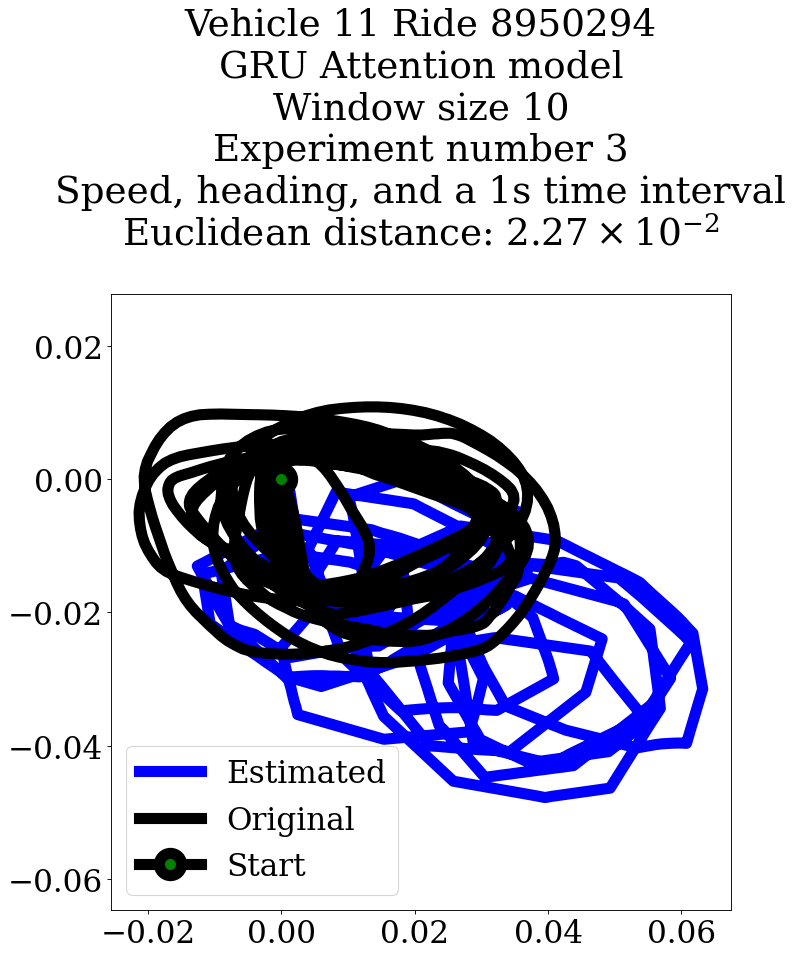 Vehicle 11 Ride 8950294
GRU Attention model
Window size 10
Experiment number 3
Speed, heading, and a 1s time interval
Euclidean distance: 2.27 × 10⁻²
0.02
0.00
−0.02
−0.04
−0.06
Estimated
Original
Start
−0.02 0.00 0.02 0.04 0.06